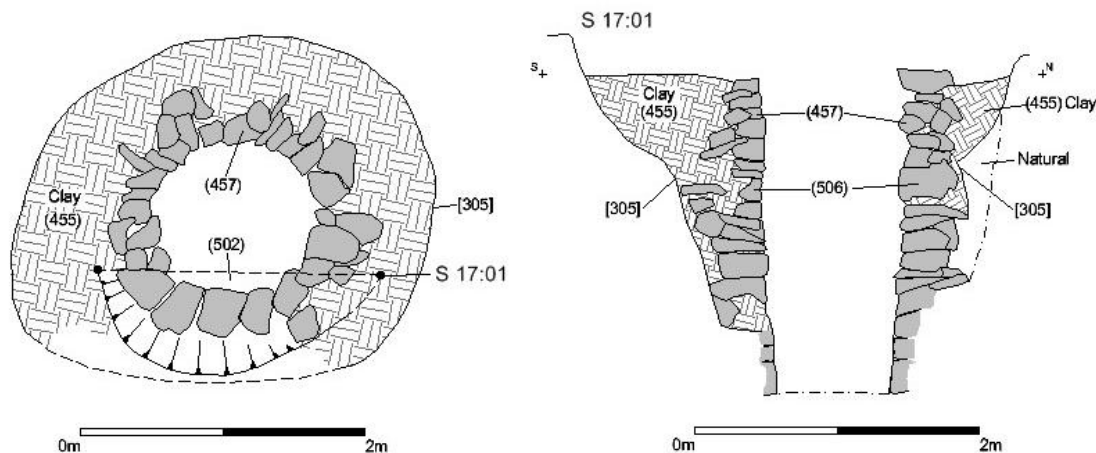 S 17:01
S
N
Clay
(455)
(457)
(455) Clay
Natural
(506)
[305]
[305]
(457)
Clay
(455)
[305]
(502)
S 17:01
0m
2m
0m
2m